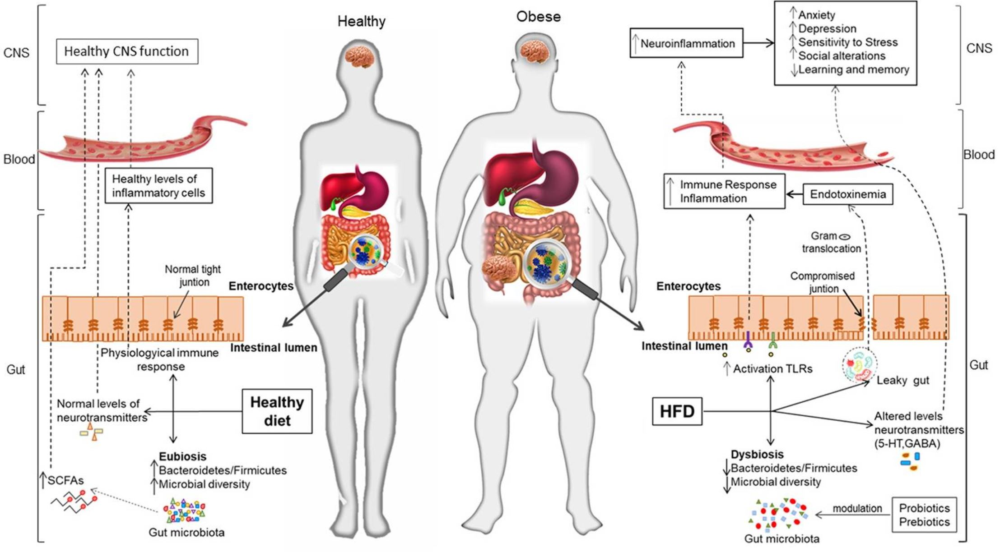 Healthy
Obese
CNS
Healthy CNS function
Blood
Healthy levels of
inflammatory cells
Normal tight
juntion
Enterocytes
Intestinal lumen
Physiologyical immune
response
Gut
Normal levels of
neurotransmitters
Healthy
diet
Eubiosis
↑Bacteroidetes/Firmicutes
↑Microbial diversity
↑SCFAs
Gut microbiota
↑Neuroinflammation
↑Anxiety
↑Depression
↑Sensitivity to Stress
↑Social alterations
↓Learning and memory
CNS
Blood
↑ Immune Response
Inflammation
Endotoxinemia
Gram ⊖
translocation
Compromised
juntion
Enterocytes
Intestinal lumen
↑ Activation TLRs
Leaky gut
Gut
HFD
Altered levels
neurotransmitters
(5-HT,GABA)
Dysbiosis
↓Bacteroidetes/Firmicutes
↓Microbial diversity
modulation
Probiotics
Prebiotics
Gut microbiota
t